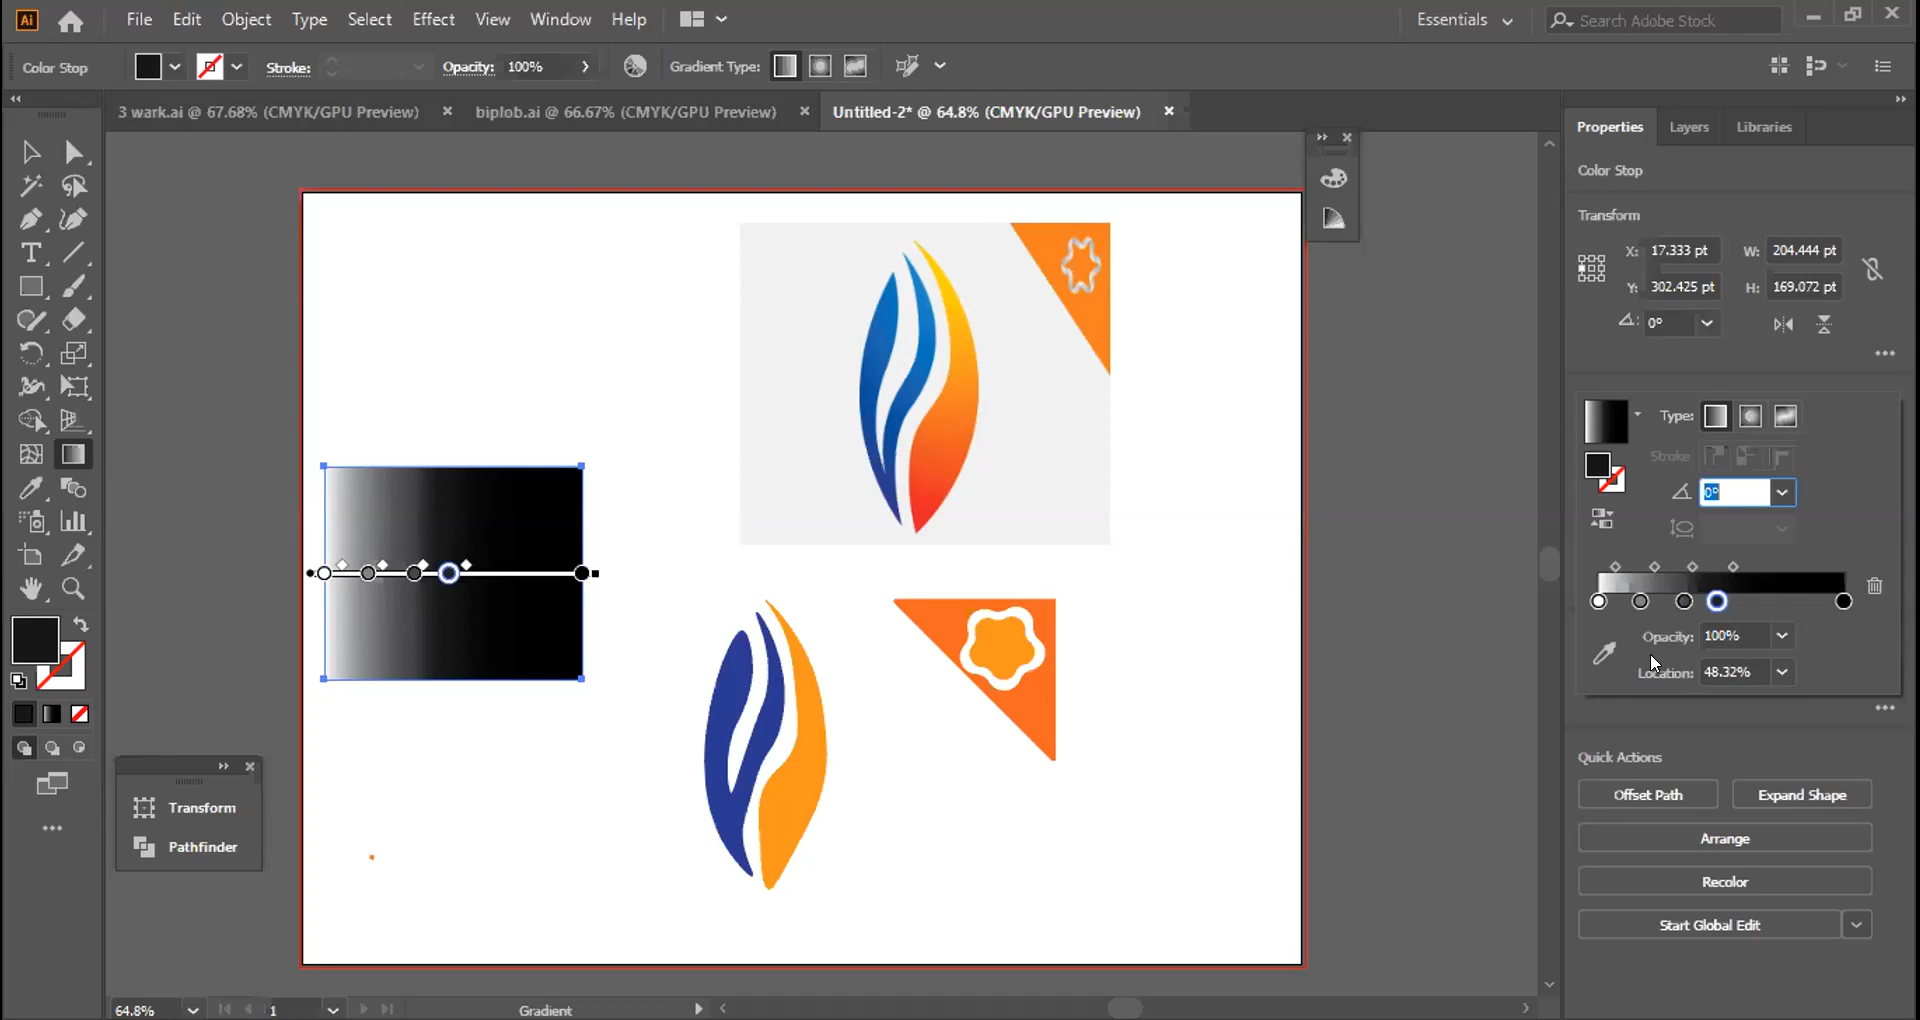 Ai File Edit Object Type Select Effect View Window Help Essentials Search Adobe Stock
Color Stop Stroke: Opacity: 100% Gradient Type:
3 wark.ai @ 67.68% (CMYK/GPU Preview) biplob.ai @ 66.67% (CMYK/GPU Preview) Untitled-2* @ 64.8% (CMYK/GPU Preview)
Properties Layers Libraries
Color Stop
Transform
X: 17.333 pt W: 204.444 pt
Y: 302.425 pt H: 169.072 pt
0°
Type:
Stroke:
0°
Opacity: 100%
Location: 48.32%
Quick Actions
Offset Path Expand Shape
Arrange
Recolor
Start Global Edit
Transform
Pathfinder
64.8% 1 Gradient